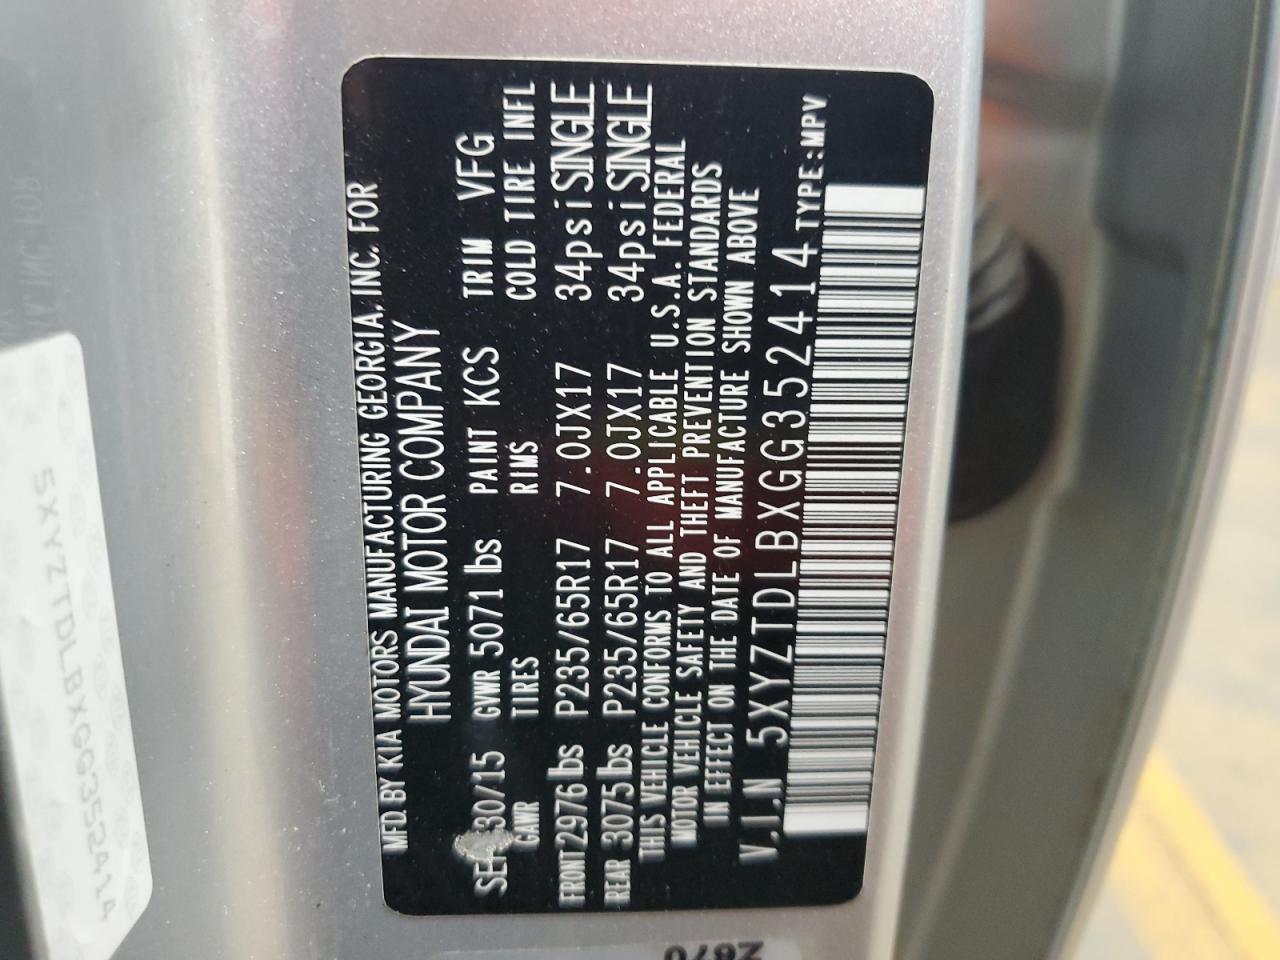 MFD. BY KIA MOTORS MANUFACTURING GEORGIA, INC. FOR
HYUNDAI MOTOR COMPANY
30/15 GVWR 5071 lbs PAINT KCS TRIM VFG
GAWR TIRES RIMS COLD TIRE INFL
FRONT 2976 lbs P235/65R17 7.0JX17 34psi SINGLE
REAR 3075 lbs P235/65R17 7.0JX17 34psi SINGLE
THIS VEHICLE CONFORMS TO ALL APPLICABLE U.S.A. FEDERAL
MOTOR VEHICLE SAFETY AND THEFT PREVENTION STANDARDS
IN EFFECT ON THE DATE OF MANUFACTURE SHOWN ABOVE
V.I.N 5XYZTDLBXGG352414 TYPE:MPV
5XYZTDLBXGG352414